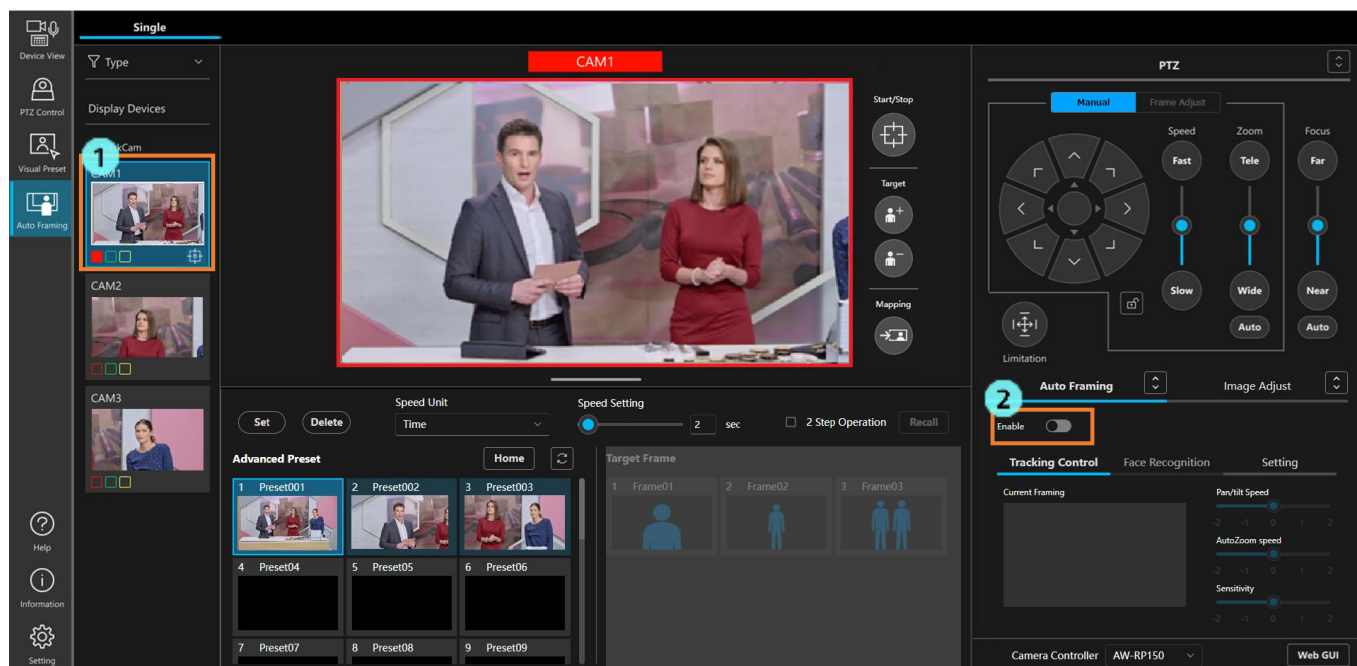 Single
Device View
PTZ Control
Visual Preset
Auto Framing
Help
Information
Setting
Type
Display Devices
kCam
1
CAM1
CAM2
CAM3
CAM1
Start/Stop
Target
Mapping
Set
Delete
Speed Unit
Time
Speed Setting
2
sec
2 Step Operation
Recall
Advanced Preset
Home
1 Preset001
2 Preset002
3 Preset003
4 Preset04
5 Preset05
6 Preset06
7 Preset07
8 Preset08
9 Preset09
Target Frame
1 Frame01
2 Frame02
3 Frame03
PTZ
Manual
Frame Adjust
Speed
Zoom
Focus
Fast
Tele
Far
Slow
Wide
Near
Auto
Auto
Limitation
Auto Framing
Image Adjust
2
Enable
Tracking Control
Face Recognition
Setting
Current Framing
Pan/tilt Speed
-2 -1 0 1 2
AutoZoom speed
-2 -1 0 1 2
Sensitivity
-2 -1 0 1 2
Camera Controller
AW-RP150
Web GUI